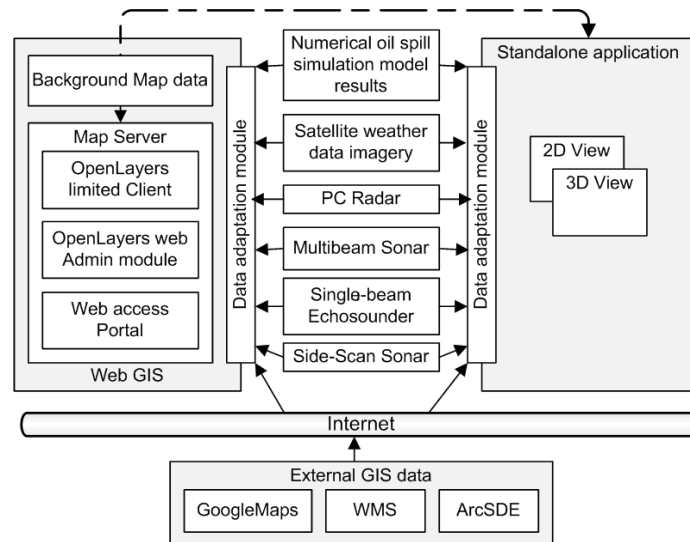 Background Map data
Map Server
OpenLayers
limited Client
OpenLayers web
Admin module
Web access
Portal
Web GIS
Data adaptation module
Numerical oil spill
simulation model
results
Satellite weather
data imagery
PC Radar
Multibeam Sonar
Single-beam
Echosounder
Side-Scan Sonar
Data adaptation module
Standalone application
2D View
3D View
Internet
External GIS data
GoogleMaps
WMS
ArcSDE